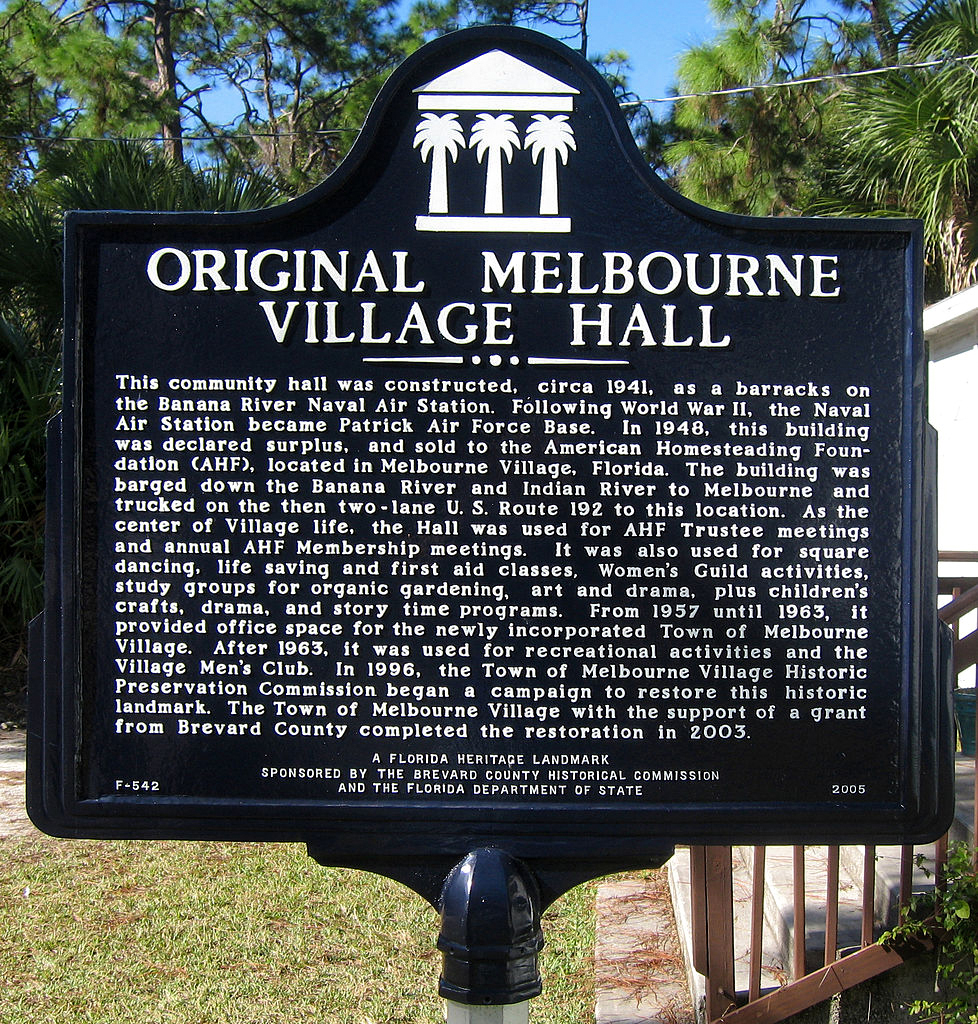 ORIGINAL MELBOURNE
VILLAGE HALL
This community hall was constructed, circa 1941, as a barracks on
the Banana River Naval Air Station. Following World War II, the Naval
Air Station became Patrick Air Force Base. In 1948, this building
was declared surplus, and sold to the American Homesteading Foun-
dation (AHF), located in Melbourne Village, Florida. The building was
barged down the Banana River and Indian River to Melbourne and
trucked on the then two-lane U. S. Route 192 to this location. As the
center of Village life, the Hall was used for AHF Trustee meetings
and annual AHF Membership meetings. It was also used for square
dancing, life saving and first aid classes, Women's Guild activities,
study groups for organic gardening, art and drama, plus children's
crafts, drama, and story time programs. From 1957 until 1963, it
provided office space for the newly incorporated Town of Melbourne
Village. After 1963, it was used for recreational activities and the
Village Men's Club. In 1996, the Town of Melbourne Village Historic
Preservation Commission began a campaign to restore this historic
landmark. The Town of Melbourne Village with the support of a grant
from Brevard County completed the restoration in 2003.
A FLORIDA HERITAGE LANDMARK
SPONSORED BY THE BREVARD COUNTY HISTORICAL COMMISSION
F-542 AND THE FLORIDA DEPARTMENT OF STATE 2005